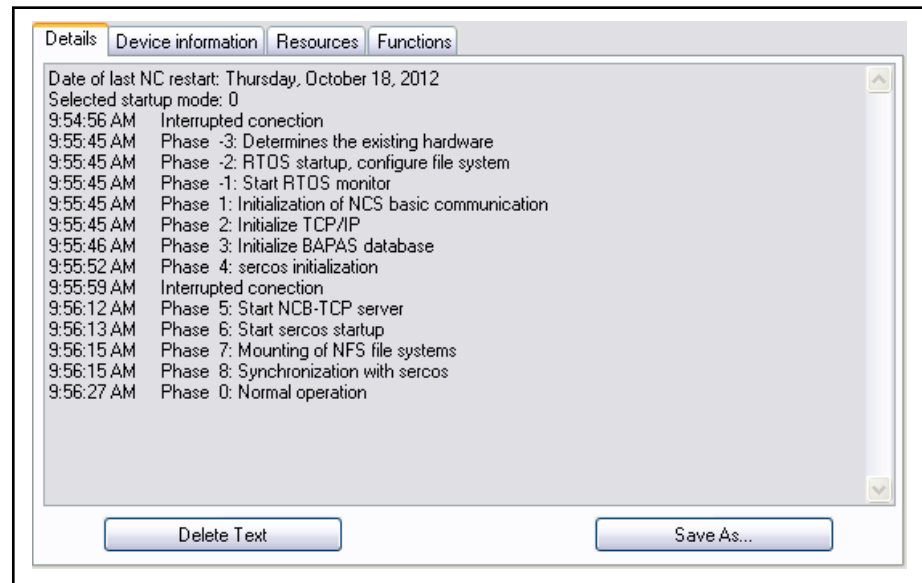 Details Device information Resources Functions
Date of last NC restart: Thursday, October 18, 2012
Selected startup mode: 0
9:54:56 AM Interrupted conection
9:55:45 AM Phase -3: Determines the existing hardware
9:55:45 AM Phase -2: RTOS startup, configure file system
9:55:45 AM Phase -1: Start RTOS monitor
9:55:45 AM Phase 1: Initialization of NCS basic communication
9:55:45 AM Phase 2: Initialize TCP/IP
9:55:46 AM Phase 3: Initialize BAPAS database
9:55:52 AM Phase 4: sercos initialization
9:55:59 AM Interrupted conection
9:56:12 AM Phase 5: Start NCB-TCP server
9:56:13 AM Phase 6: Start sercos startup
9:56:15 AM Phase 7: Mounting of NFS file systems
9:56:15 AM Phase 8: Synchronization with sercos
9:56:27 AM Phase 0: Normal operation
Delete Text Save As...